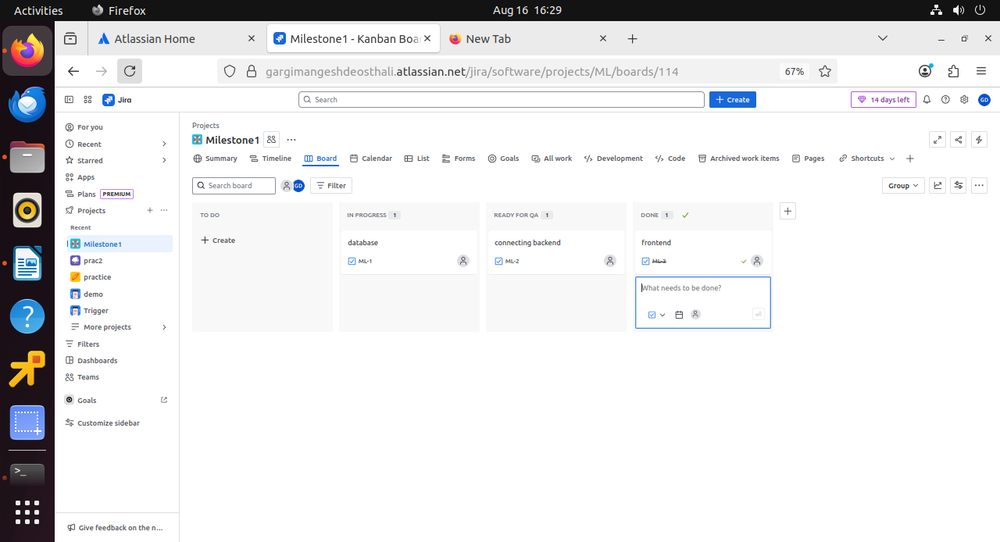 Activities
Firefox
Aug 16 16:29
Atlassian Home
Milestone1 - Kanban Boa
New Tab
gargimangeshdeosthali.atlassian.net/jira/software/projects/ML/boards/114
67%
Jira
Search
Create
14 days left
GD
For you
Recent
Starred
Apps
Plans PREMIUM
Projects
Recent
Milestone1
prac2
practice
demo
Trigger
More projects
Filters
Dashboards
Teams
Goals
Customize sidebar
Give feedback on the n...
Projects
Milestone1
Summary
Timeline
Board
Calendar
List
Forms
Goals
All work
Development
Code
Archived work items
Pages
Shortcuts
Search board
GD
Filter
Group
TO DO
Create
IN PROGRESS 1
database
ML-1
READY FOR QA 1
connecting backend
ML-2
DONE 1
frontend
ML-3
What needs to be done?